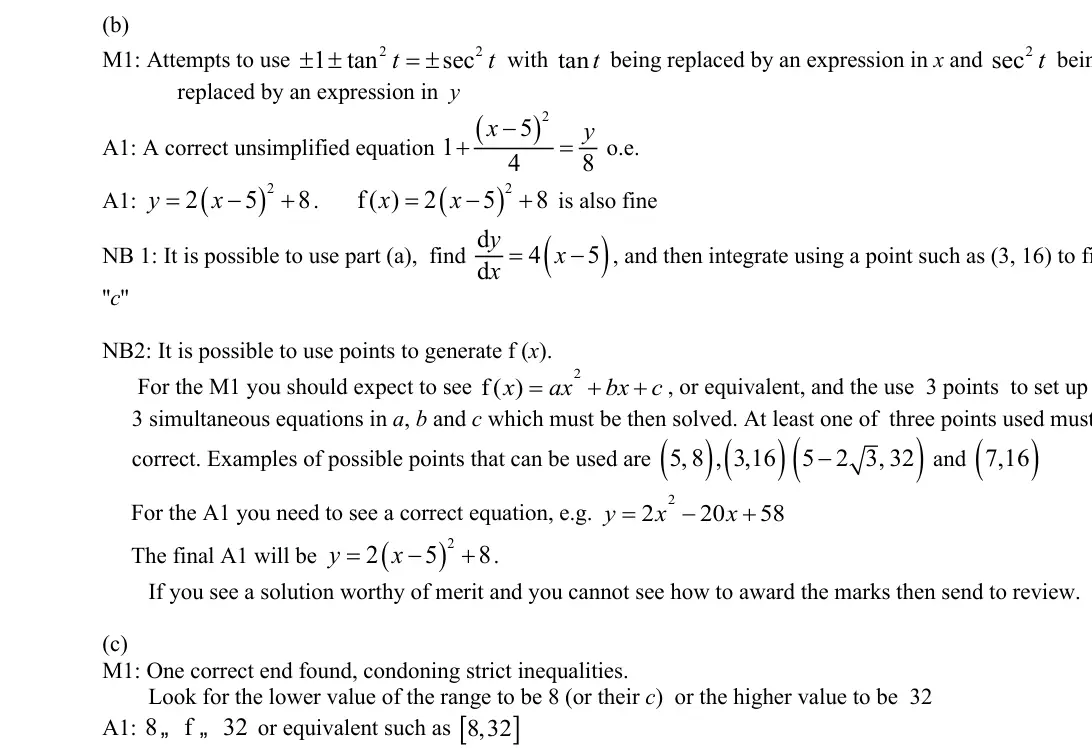 (b)
M1: Attempts to use ±1 ± tan² t = ± sec² t with tan t being replaced by an expression in x and sec² t bein
replaced by an expression in y
A1: A correct unsimplified equation 1 + (x − 5)²/4 = y/8 o.e.
A1: y = 2(x − 5)² + 8. f(x) = 2(x − 5)² + 8 is also fine
NB 1: It is possible to use part (a), find dy/dx = 4(x − 5), and then integrate using a point such as (3, 16) to fi
"c"
NB2: It is possible to use points to generate f (x).
For the M1 you should expect to see f(x) = ax² + bx + c, or equivalent, and the use 3 points to set up
3 simultaneous equations in a, b and c which must be then solved. At least one of three points used must
correct. Examples of possible points that can be used are (5, 8),(3,16) (5 − 2√3, 32) and (7,16)
For the A1 you need to see a correct equation, e.g. y = 2x² − 20x + 58
The final A1 will be y = 2(x − 5)² + 8.
If you see a solution worthy of merit and you cannot see how to award the marks then send to review.
(c)
M1: One correct end found, condoning strict inequalities.
Look for the lower value of the range to be 8 (or their c) or the higher value to be 32
A1: 8 „ f „ 32 or equivalent such as [8,32]